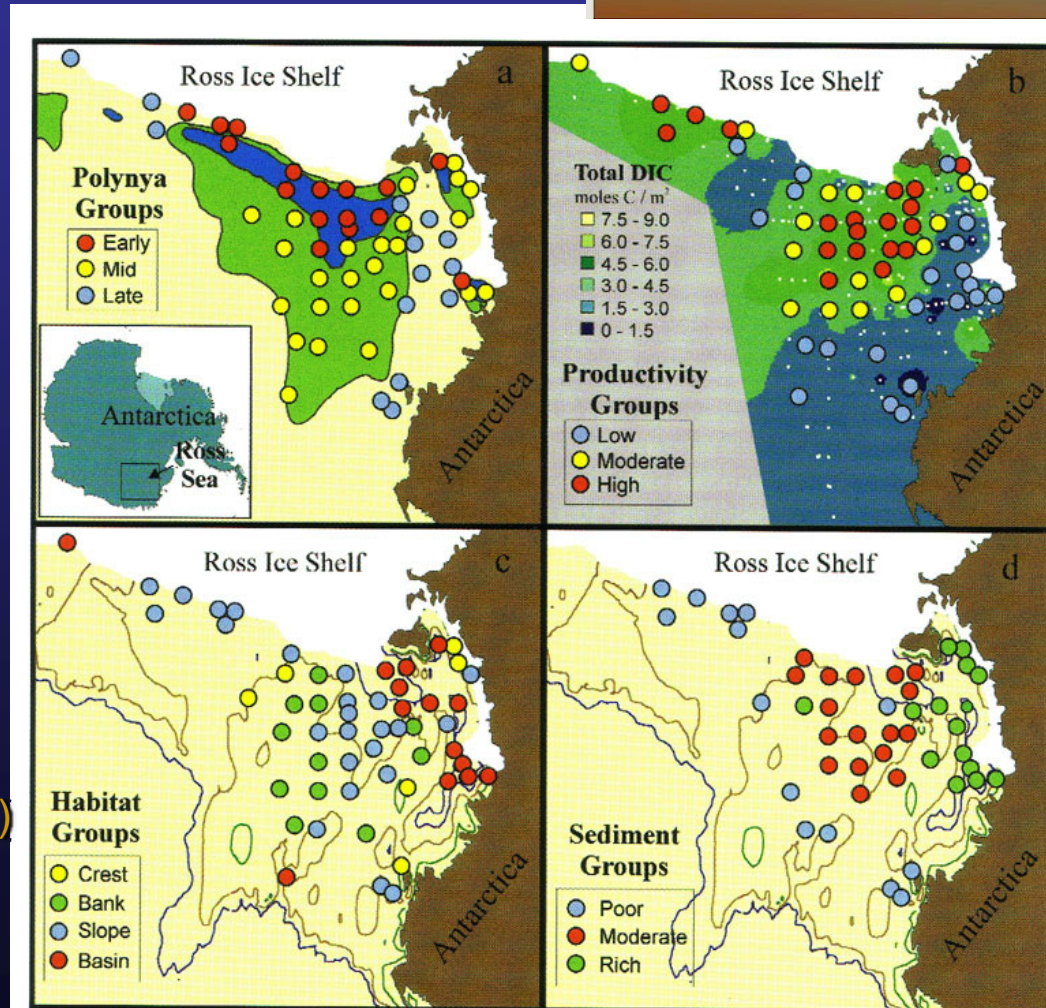 Ross Ice Shelf
a
Polynya
Groups
Early
Mid
Late
Antarctica
Ross
Sea
Antarctica
Ross Ice Shelf
b
Total DIC
moles C / m²
7.5 - 9.0
6.0 - 7.5
4.5 - 6.0
3.0 - 4.5
1.5 - 3.0
0 - 1.5
Productivity
Groups
Low
Moderate
High
Antarctica
Ross Ice Shelf
c
)
Habitat
Groups
Crest
Bank
Slope
Basin
Antarctica
Ross Ice Shelf
d
Sediment
Groups
Poor
Moderate
Rich
Antarctica